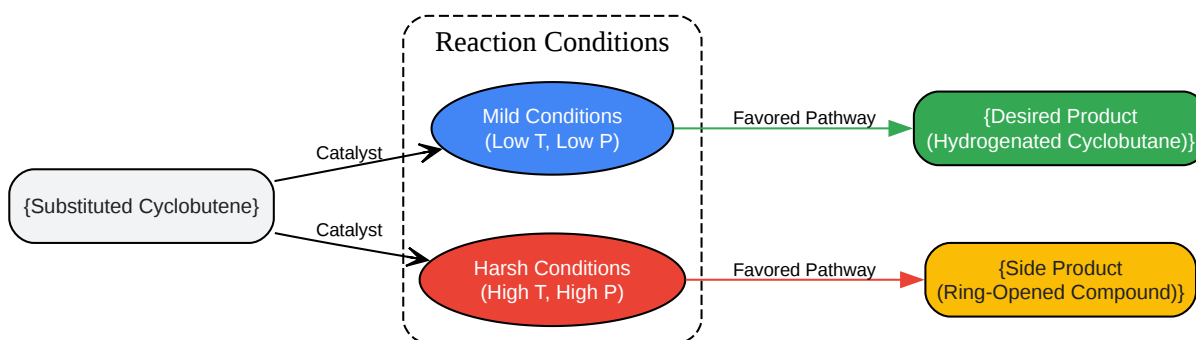 Reaction Conditions
{Substituted Cyclobutene}
Catalyst
Catalyst
Mild Conditions
(Low T, Low P)
Harsh Conditions
(High T, High P)
Favored Pathway
Favored Pathway
{Desired Product
(Hydrogenated Cyclobutane)}
{Side Product
(Ring-Opened Compound)}